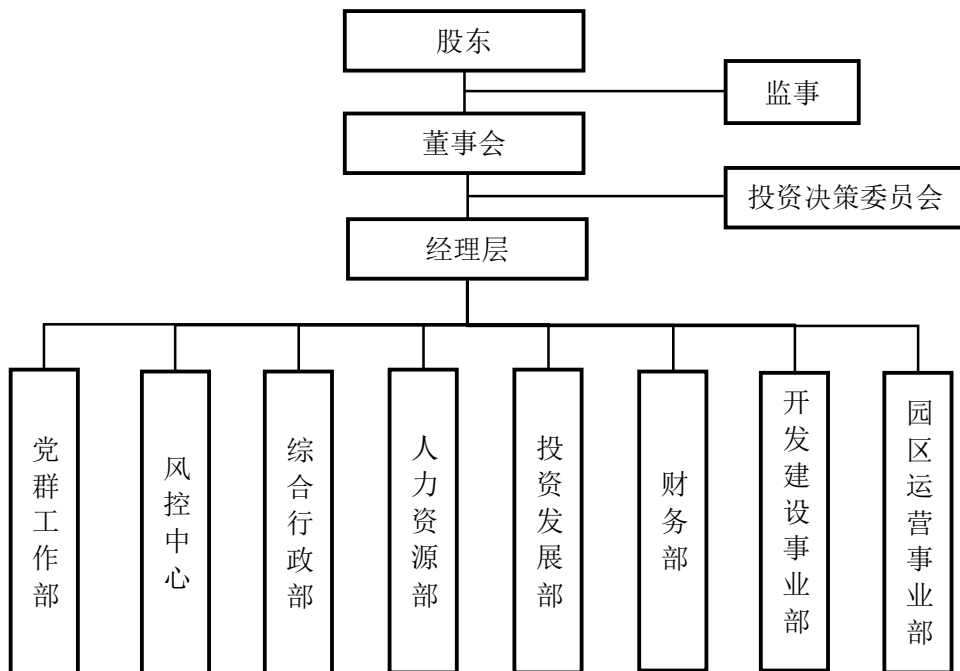 股东
监事
董事会
投资决策委员会
经理层
党群工作部
风控中心
综合行政部
人力资源部
投资发展部
财务部
开发建设事业部
园区运营事业部